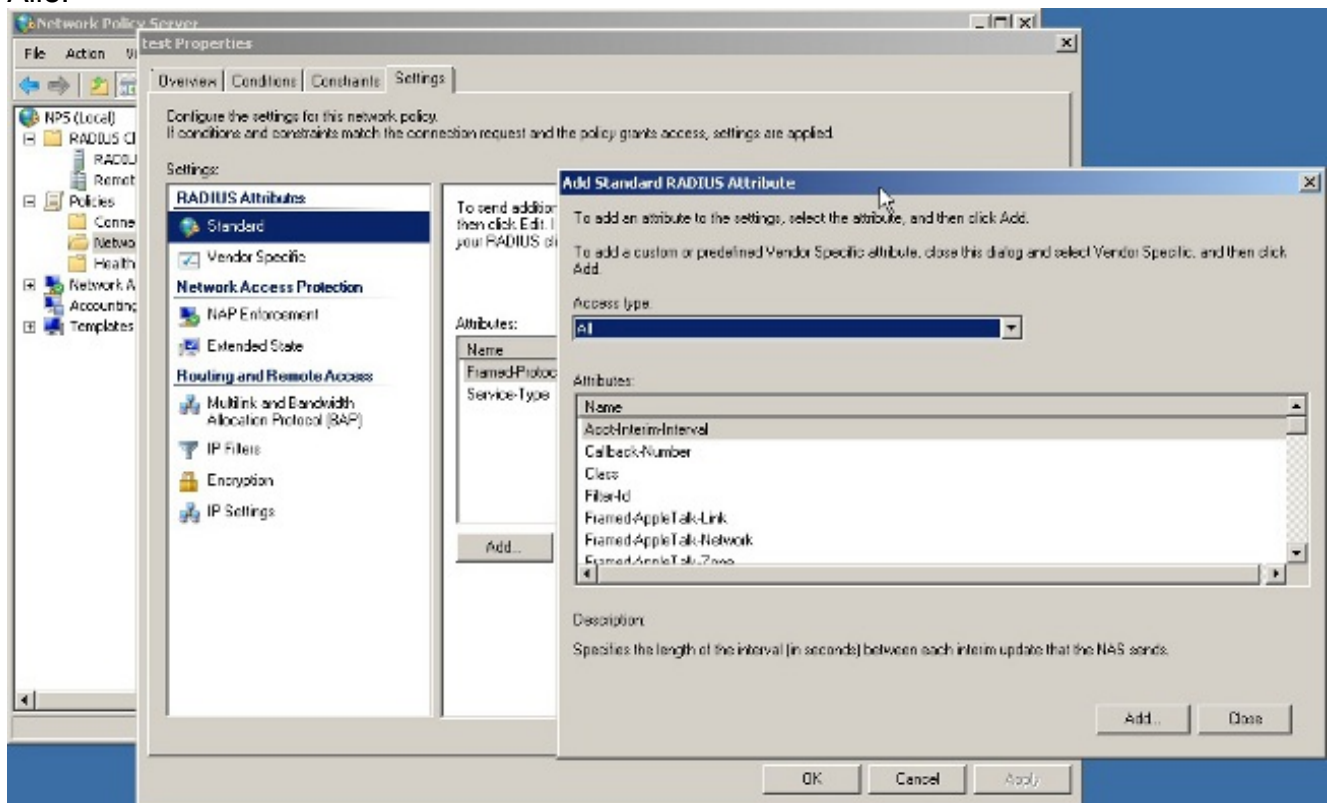 Network Policy Server
File Action Vi
NPS (Local)
RADIUS Cl
RADIU
Remot
Policies
Conne
Netwo
Health
Network A
Accounting
Templates
test Properties
Overview
Conditions
Constraints
Settings
Configure the settings for this network policy.
If conditions and constraints match the connection request and the policy grants access, settings are applied.
Settings:
RADIUS Attributes
Standard
Vendor Specific
Network Access Protection
NAP Enforcement
Extended State
Routing and Remote Access
Multilink and Bandwidth
Allocation Protocol (BAP)
IP Filters
Encryption
IP Settings
To send addition
then click Edit. I
your RADIUS cli
Attributes:
Name
Framed-Protoc
Service-Type
Add...
Add Standard RADIUS Attribute
To add an attribute to the settings, select the attribute, and then click Add.
To add a custom or predefined Vendor Specific attribute, close this dialog and select Vendor Specific, and then click
Add.
Access type:
All
Attributes:
Name
Acct-Interim-Interval
Callback-Number
Class
Filter-Id
Framed-AppleTalk-Link
Framed-AppleTalk-Network
Framed-AppleTalk-Zone
Description:
Specifies the length of the interval (in seconds) between each interim update that the NAS sends.
Add...
Close
OK
Cancel
Apply